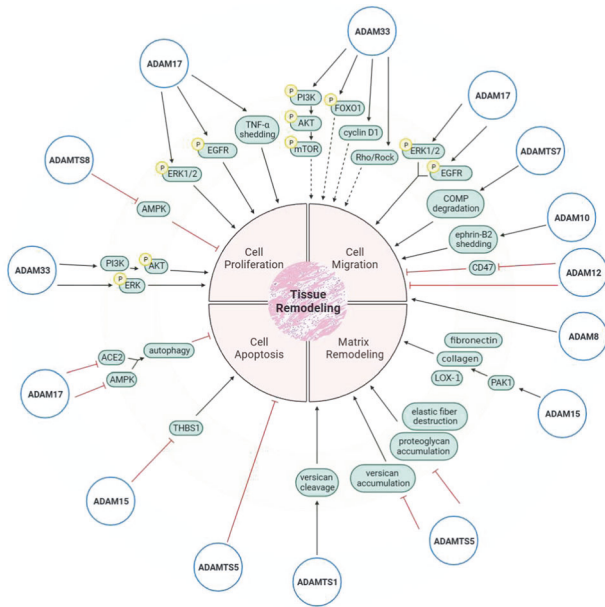 ADAM33
ADAM17
P
PI3K
P
FOXO1
TNF-α
shedding
P
AKT
cyclin D1
P
EGFR
P
mTOR
Rho/Rock
P
ERK1/2
ADAM17
P
ERK1/2
P
EGFR
ADAMTS7
COMP
degradation
ADAMTS8
AMPK
ADAM10
ephrin-B2
shedding
Cell
Proliferation
Cell
Migration
CD47
ADAM12
ADAM33
PI3K
P
AKT
P
ERK
Tissue
Remodeling
ADAM8
Cell
Apoptosis
Matrix
Remodeling
fibronectin
collagen
LOX-1
PAK1
ADAM15
ACE2
autophagy
AMPK
ADAM17
THBS1
elastic fiber
destruction
proteoglycan
accumulation
versican
cleavage
versican
accumulation
ADAM15
ADAMTS5
ADAMTS1
ADAMTS5